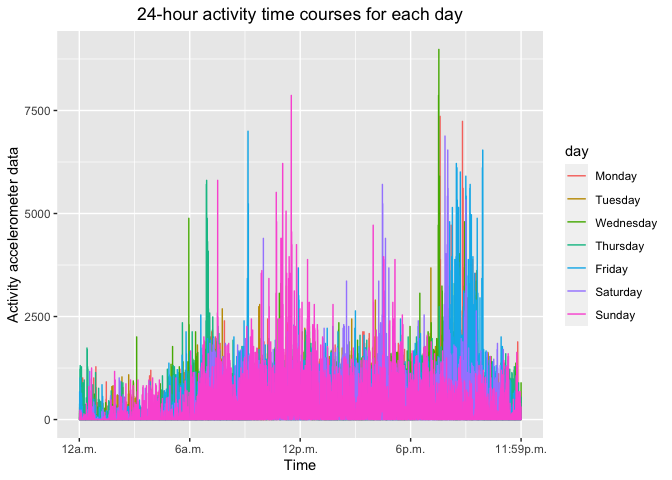 24-hour activity time courses for each day
Activity accelerometer data
7500
5000
2500
0
12a.m.
6a.m.
12p.m.
6p.m.
11:59p.m.
Time
day
Monday
Tuesday
Wednesday
Thursday
Friday
Saturday
Sunday